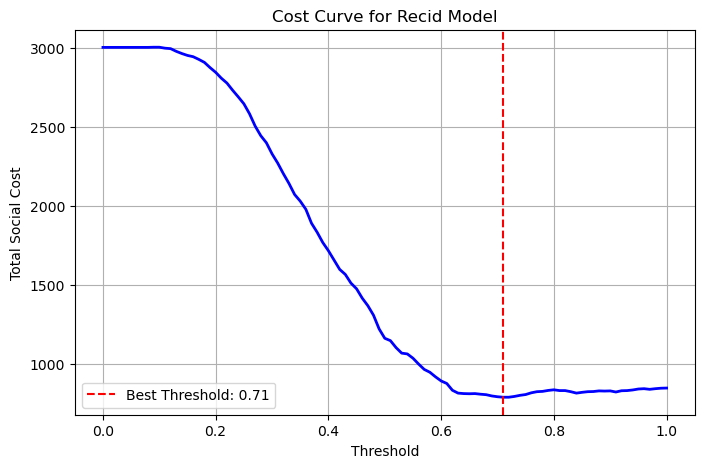 Cost Curve for Recid Model
Total Social Cost
3000
2500
2000
1500
1000
Best Threshold: 0.71
0.0 0.2 0.4 0.6 0.8 1.0
Threshold